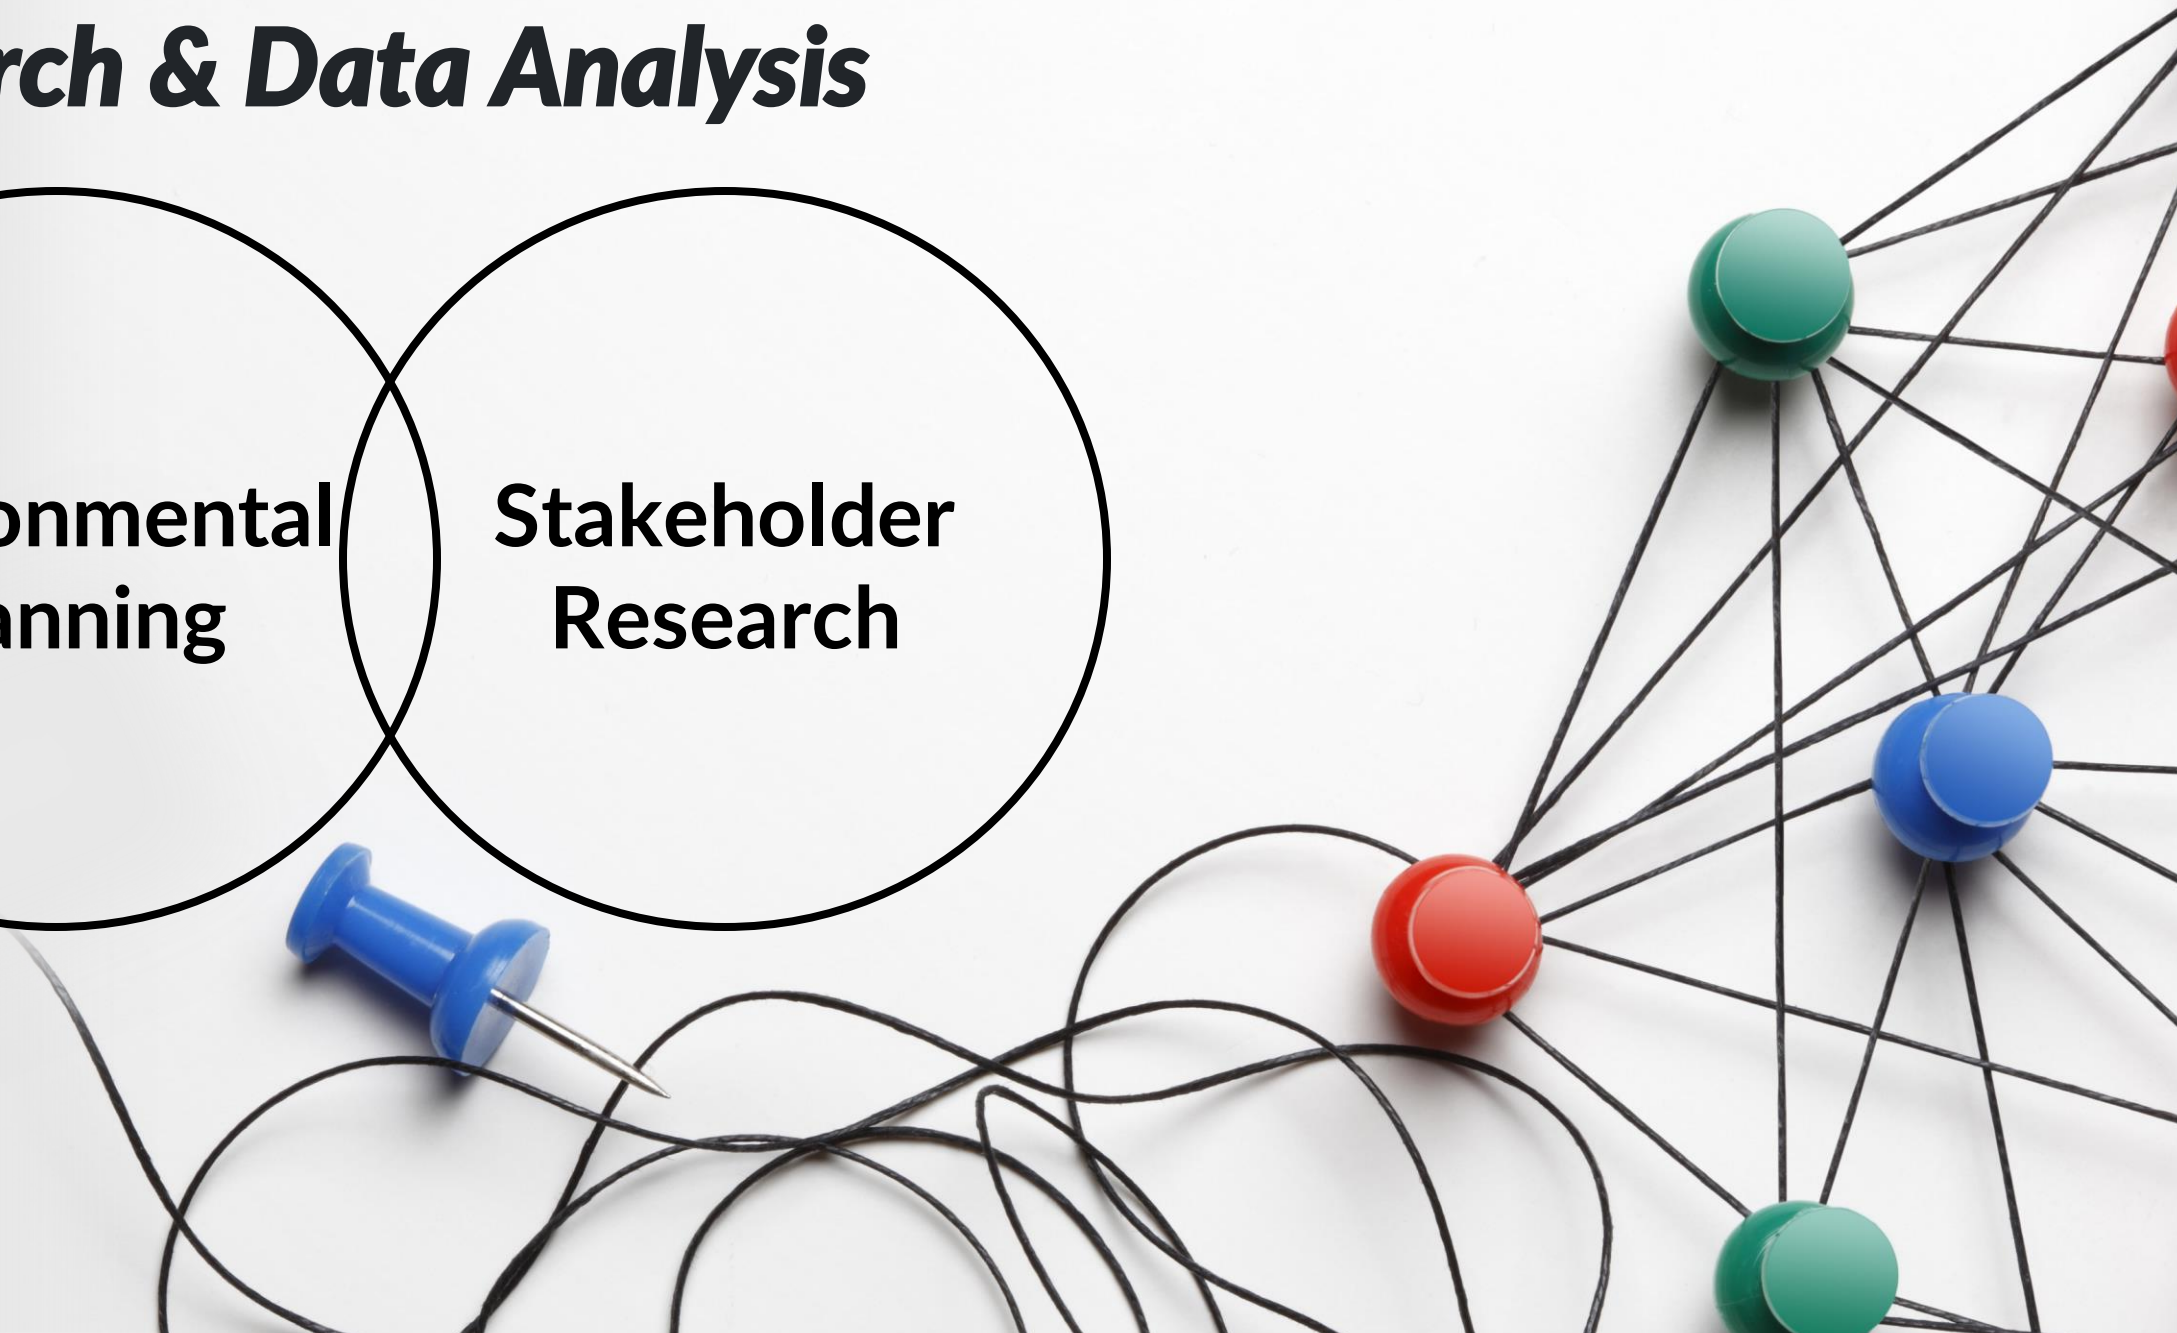 rch & Data Analysis
onmental
anning
Stakeholder
Research